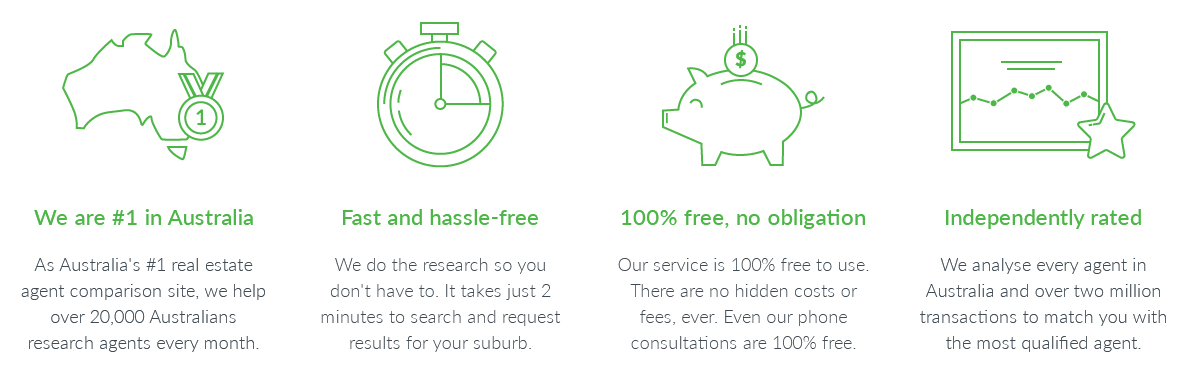 1
$
We are #1 in Australia
As Australia's #1 real estate
agent comparison site, we help
over 20,000 Australians
research agents every month.
Fast and hassle-free
We do the research so you
don't have to. It takes just 2
minutes to search and request
results for your suburb.
100% free, no obligation
Our service is 100% free to use.
There are no hidden costs or
fees, ever. Even our phone
consultations are 100% free.
Independently rated
We analyse every agent in
Australia and over two million
transactions to match you with
the most qualified agent.